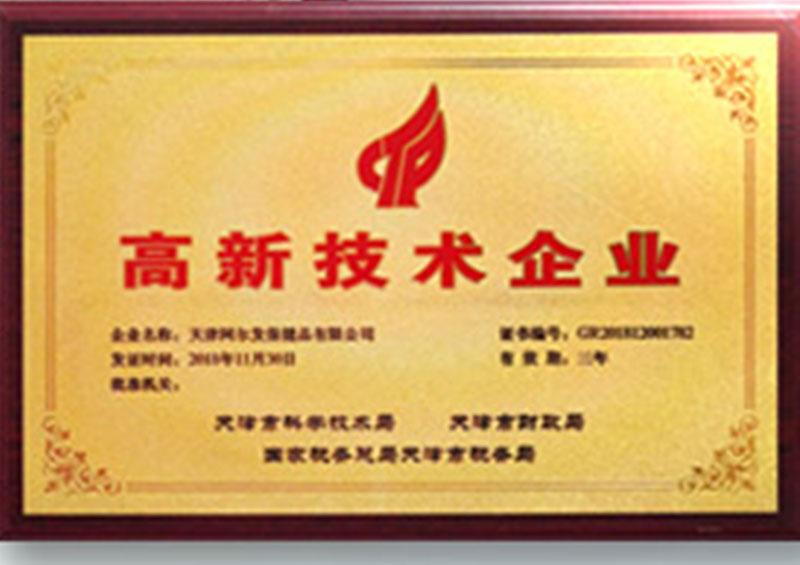 高新技术企业
企业名称：天津阿尔发保健品有限公司 证书编号：GR201812001782
发证时间：2018年11月30日 有效期：三年
批准机关：
天津市科学技术局 天津市财政局
国家税务总局天津市税务局